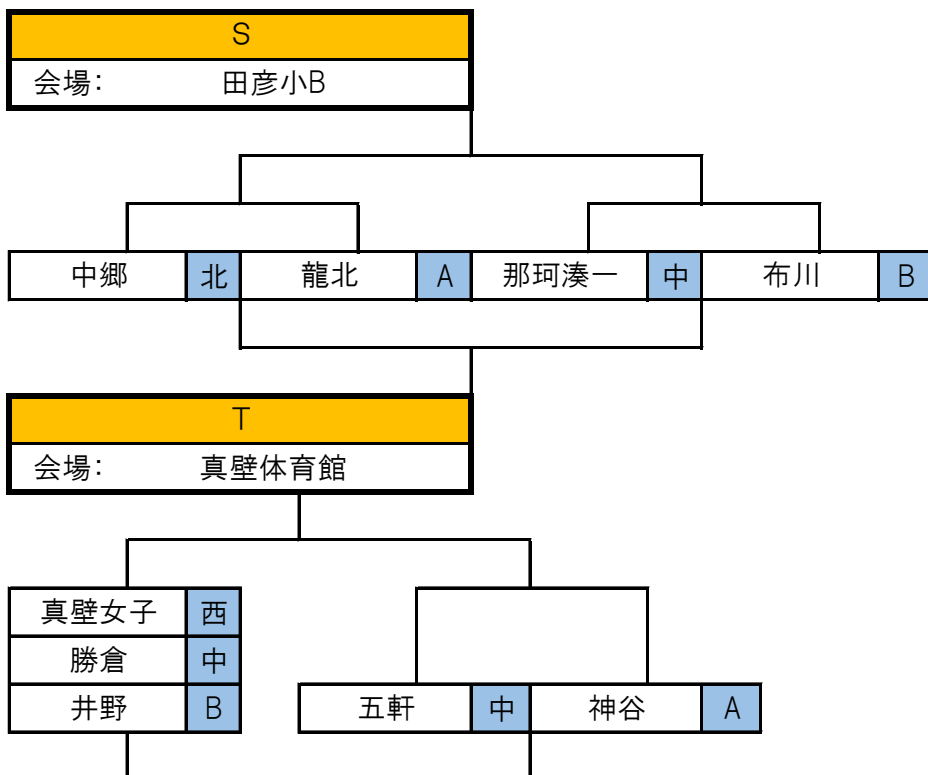 S
会場: 田彦小B
中郷 北 龍北 A 那珂湊一 中 布川 B
T
会場: 真壁体育館
真壁女子 西
勝倉 中
井野 B
五軒 中 神谷 A